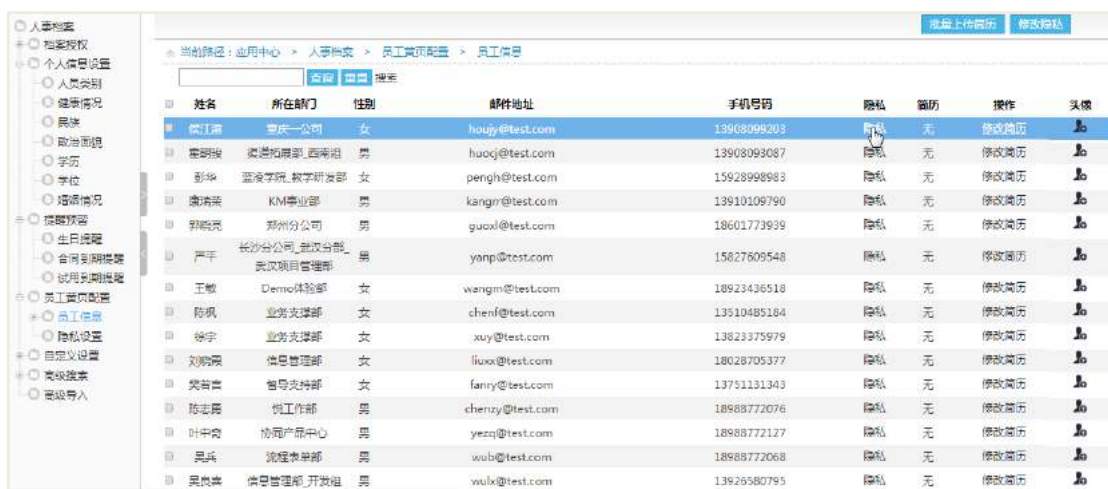 人事档案
档案授权
个人信息设置
人员类别
健康情况
民族
政治面貌
学历
学位
婚姻情况
提醒预警
生日提醒
合同到期提醒
试用到期提醒
员工黄页配置
员工信息
隐私设置
自定义设置
高级搜索
高级导入
批量上传简历 修改隐私
当前路径：应用中心 > 人事档案 > 员工黄页配置 > 员工信息
查询 重置 搜索
姓名 所在部门 性别 邮件地址 手机号码 隐私 简历 操作 头像
侯江渝 重庆一公司 女 houjy@test.com 13908099203 隐私 无 修改简历
渠道拓展部_西南组 男 huocj@test.com 13908093087 隐私 无 修改简历
彭华 蓝凌学院_教学研发部 女 pengh@test.com 15928998983 隐私 无 修改简历
康清荣 KM事业部 男 kangrr@test.com 13910109790 隐私 无 修改简历
郭晓亮 郑州分公司 男 guoxl@test.com 18601773939 隐私 无 修改简历
严平 长沙分公司_武汉分部_武汉项目管理部 男 yanp@test.com 15827609548 隐私 无 修改简历
王敏 Demo体验部 女 wangm@test.com 18923436518 隐私 无 修改简历
陈枫 业务支撑部 女 chenf@test.com 13510485184 隐私 无 修改简历
徐宇 业务支撑部 女 xuy@test.com 13823375979 隐私 无 修改简历
刘晓霞 信息管理部 女 liuxx@test.com 18028705377 隐私 无 修改简历
樊若言 智导支持部 女 fanry@test.com 13751131343 隐私 无 修改简历
陈志勇 悦工作部 男 chenzy@test.com 18988772076 隐私 无 修改简历
叶中奇 协同产品中心 男 yezq@test.com 18988772127 隐私 无 修改简历
吴兵 流程表单部 男 wub@test.com 18988772068 隐私 无 修改简历
吴良喜 信息管理部_开发组 男 wulx@test.com 13926580795 隐私 无 修改简历